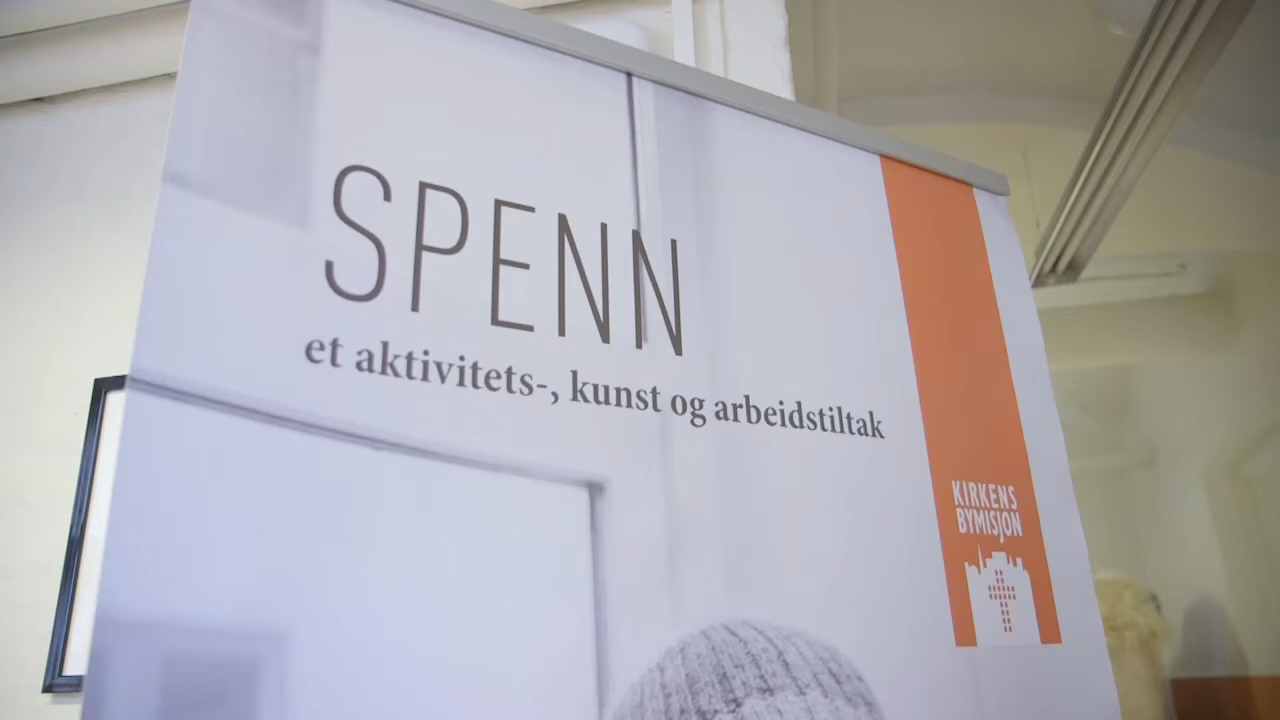 SPENN
et aktivitets-, kunst og arbeidstiltak
KIRKENS
BYMISJON